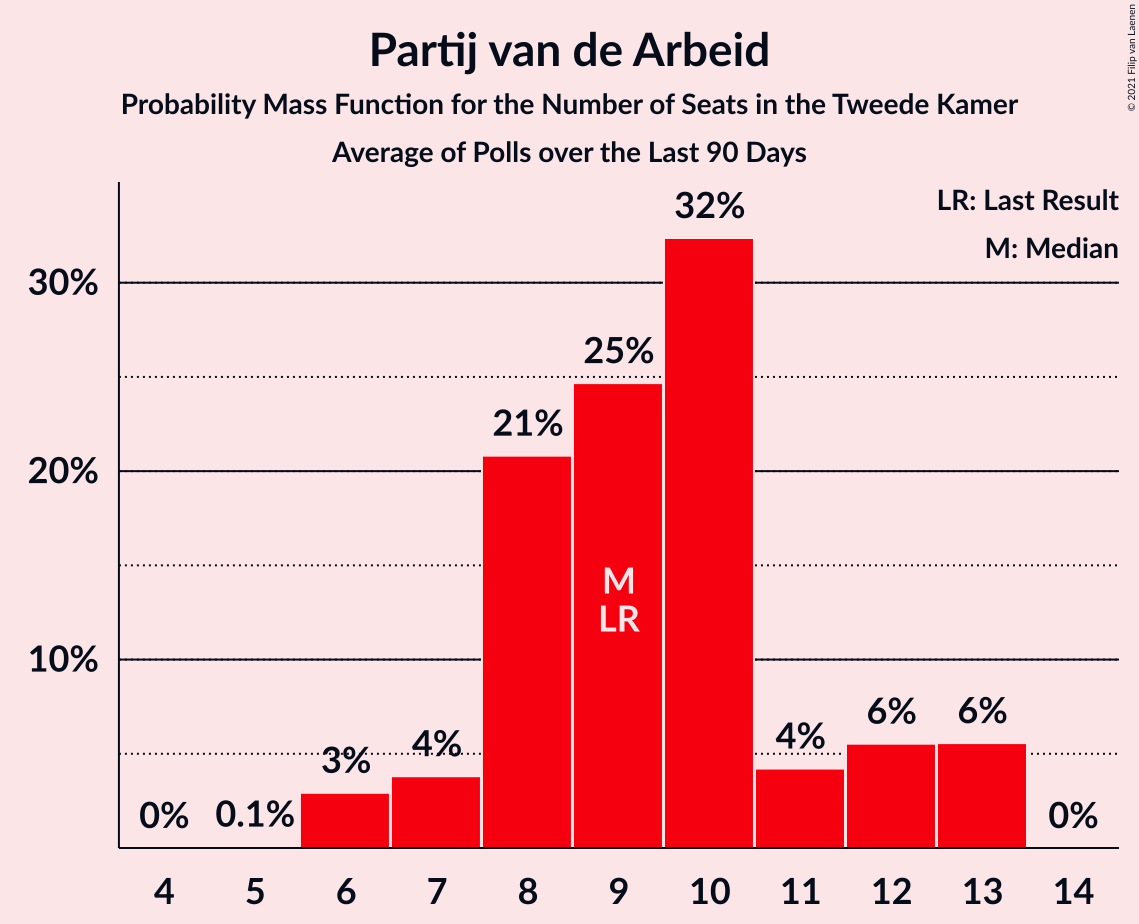 Partij van de Arbeid
Probability Mass Function for the Number of Seats in the Tweede Kamer
Average of Polls over the Last 90 Days
© 2021 Filip van Laenen
LR: Last Result
M: Median
30%
20%
10%
0%
0.1%
3%
4%
21%
25%
32%
4%
6%
6%
0%
M
LR
4 5 6 7 8 9 10 11 12 13 14